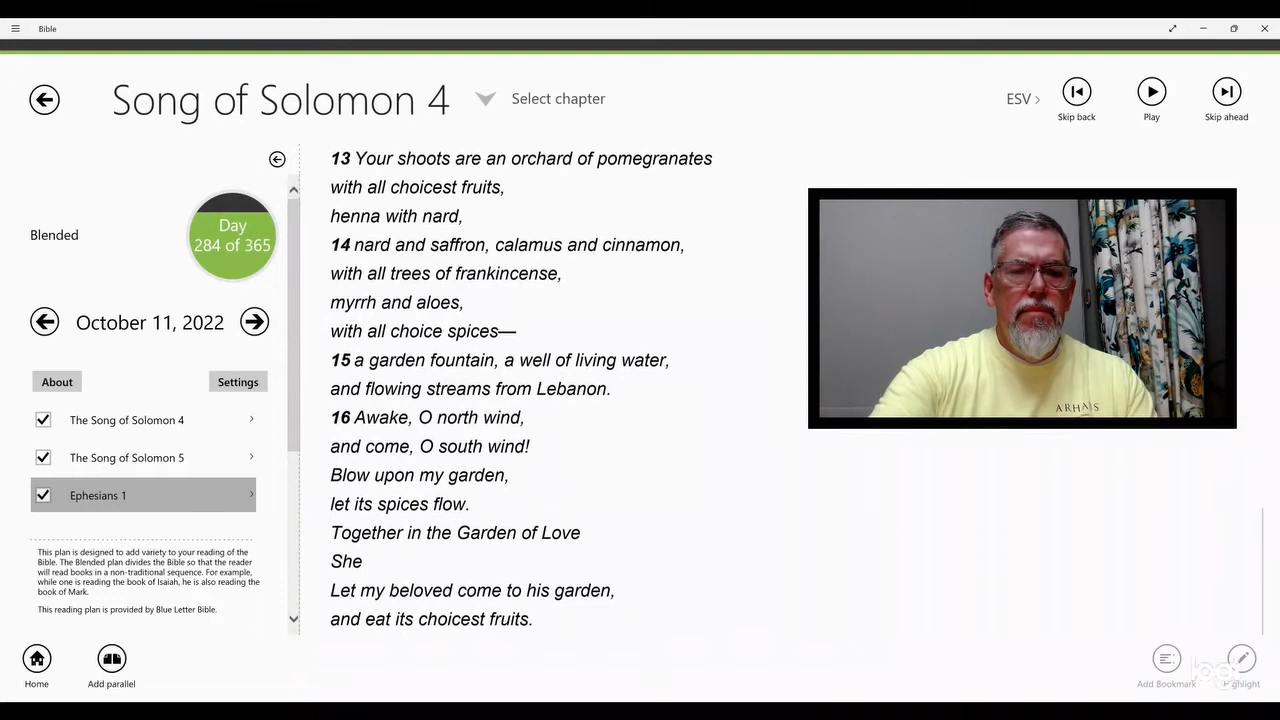 Bible
Song of Solomon 4
Select chapter
ESV
Skip back
Play
Skip ahead
Blended
Day
284 of 365
October 11, 2022
About
Settings
The Song of Solomon 4
The Song of Solomon 5
Ephesians 1
This plan is designed to add variety to your reading of the
Bible. The Blended plan divides the Bible so that the reader
will read books in a non-traditional sequence. For example,
while one is reading the book of Isaiah, he is also reading the
book of Mark.
This reading plan is provided by Blue Letter Bible.
13 Your shoots are an orchard of pomegranates
with all choicest fruits,
henna with nard,
14 nard and saffron, calamus and cinnamon,
with all trees of frankincense,
myrrh and aloes,
with all choice spices—
15 a garden fountain, a well of living water,
and flowing streams from Lebanon.
16 Awake, O north wind,
and come, O south wind!
Blow upon my garden,
let its spices flow.
Together in the Garden of Love
She
Let my beloved come to his garden,
and eat its choicest fruits.
Home
Add parallel
Add Bookmark
Highlight
logi